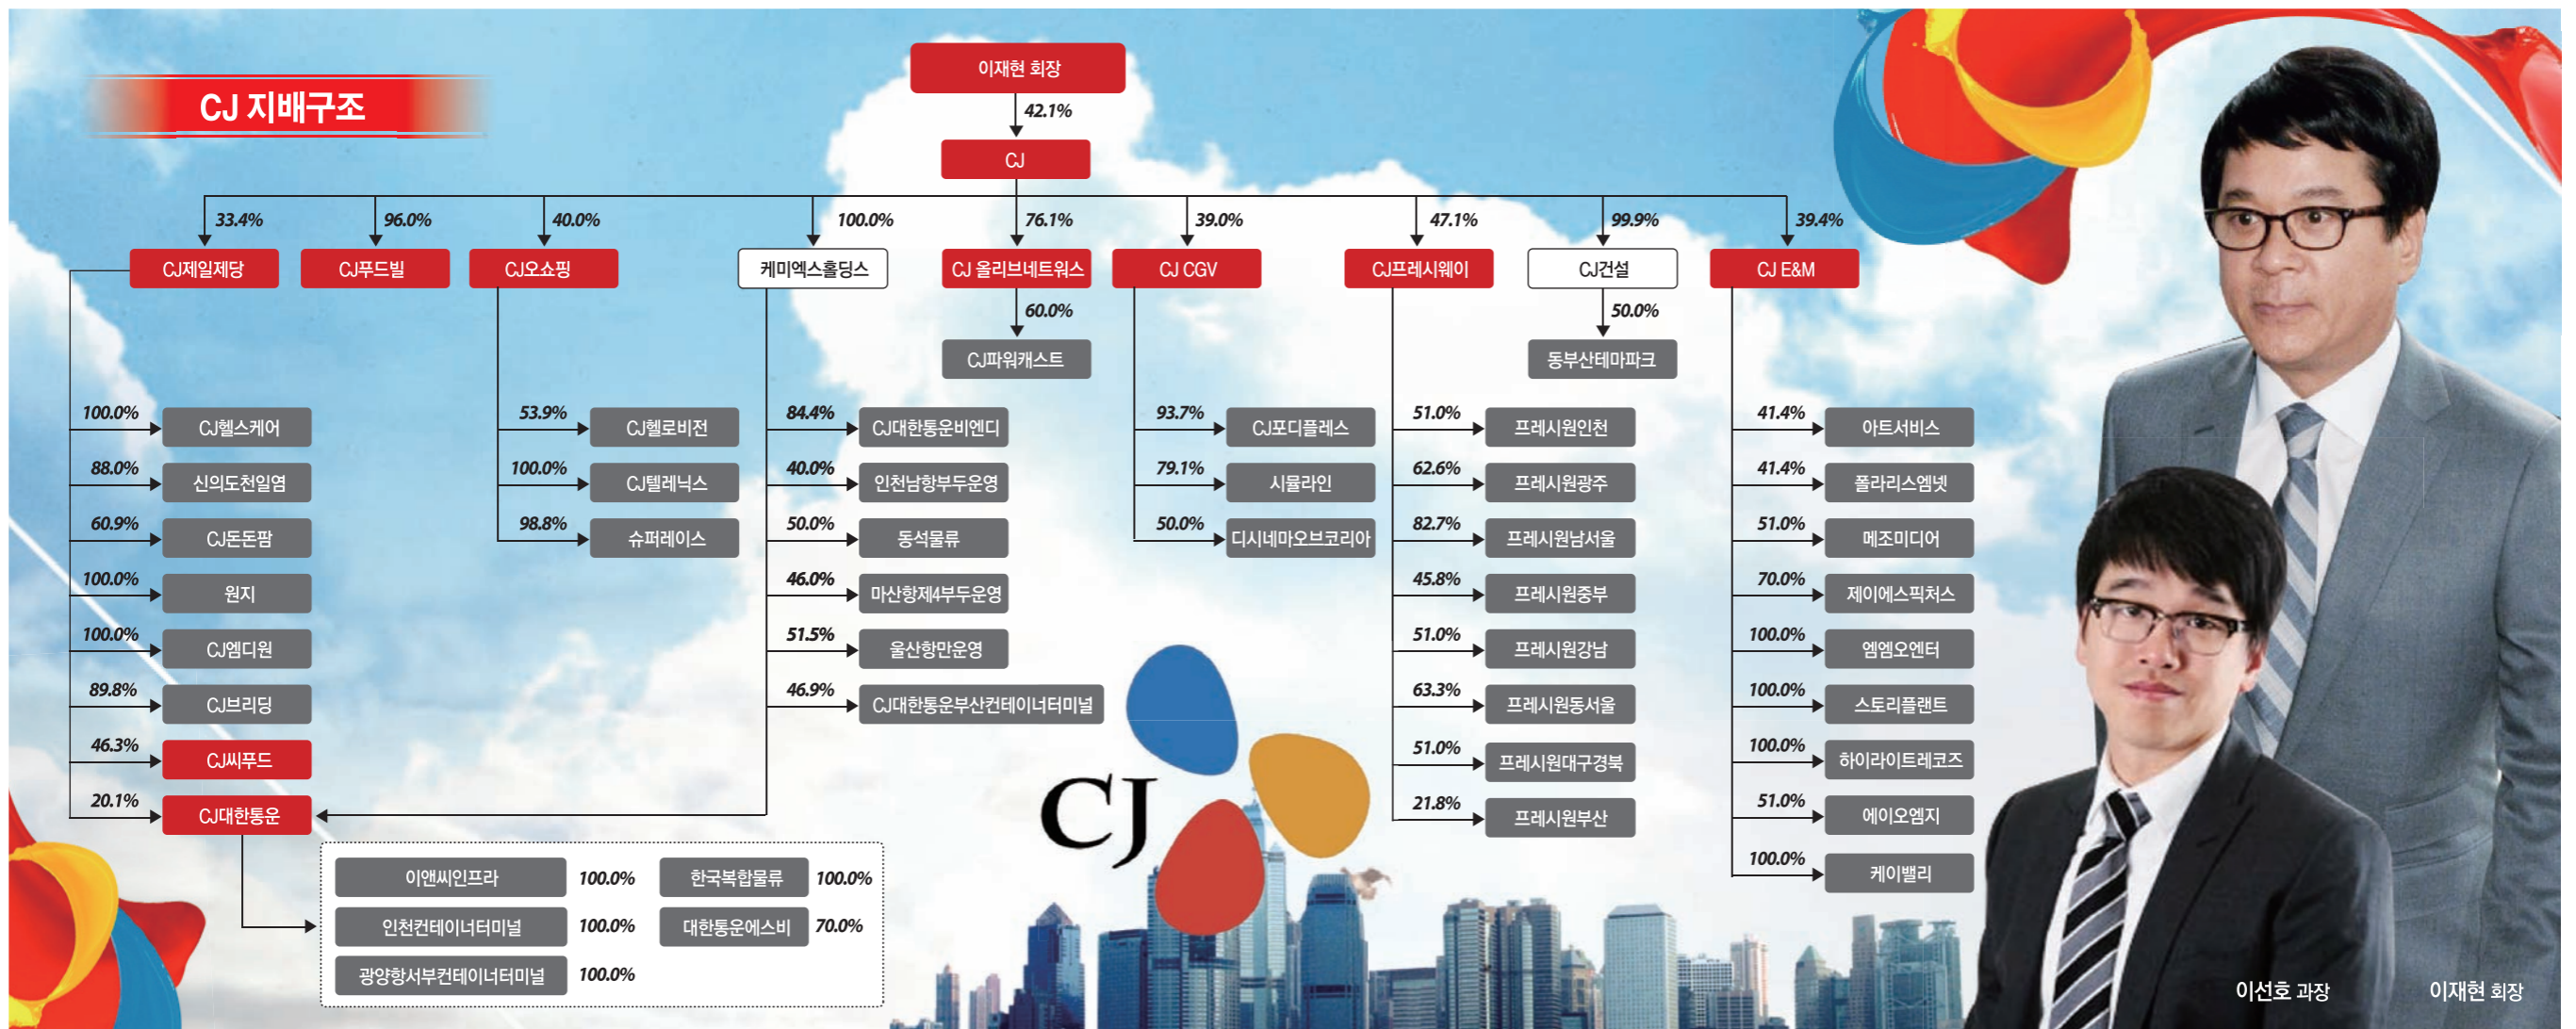 CJ 지배구조
이재현 회장
42.1%
CJ
33.4%
CJ제일제당
96.0%
CJ푸드빌
40.0%
CJ오쇼핑
100.0%
케미엑스홀딩스
76.1%
CJ 올리브네트웍스
39.0%
CJ CGV
47.1%
CJ프레시웨이
99.9%
CJ건설
39.4%
CJ E&M
60.0%
CJ파워캐스트
50.0%
동부산테마파크
100.0%
CJ헬스케어
88.0%
신의도천일염
60.9%
CJ돈돈팜
100.0%
원지
100.0%
CJ엠디원
89.8%
CJ브리딩
46.3%
CJ씨푸드
20.1%
CJ대한통운
53.9%
CJ헬로비전
100.0%
CJ텔레닉스
98.8%
슈퍼레이스
84.4%
CJ대한통운비엔디
40.0%
인천남항부두운영
50.0%
동석물류
46.0%
마산항제4부두운영
51.5%
울산항만운영
46.9%
CJ대한통운부산컨테이너터미널
93.7%
CJ포디플렉스
79.1%
시뮬라인
50.0%
디시네마오브코리아
51.0%
프레시원인천
62.6%
프레시원광주
82.7%
프레시원남서울
45.8%
프레시원중부
51.0%
프레시원강남
63.3%
프레시원동서울
51.0%
프레시원대구경북
21.8%
프레시원부산
41.4%
아트서비스
41.4%
폴라리스엠넷
51.0%
메조미디어
70.0%
제이에스픽처스
100.0%
엠엠오엔터
100.0%
스토리플랜트
100.0%
하이라이트레코즈
51.0%
에이오엠지
100.0%
케이밸리
이앤씨인프라 100.0%
한국복합물류 100.0%
인천컨테이너터미널 100.0%
대한통운에스비 70.0%
광양항서부컨테이너터미널 100.0%
CJ
이선호 과장
이재현 회장